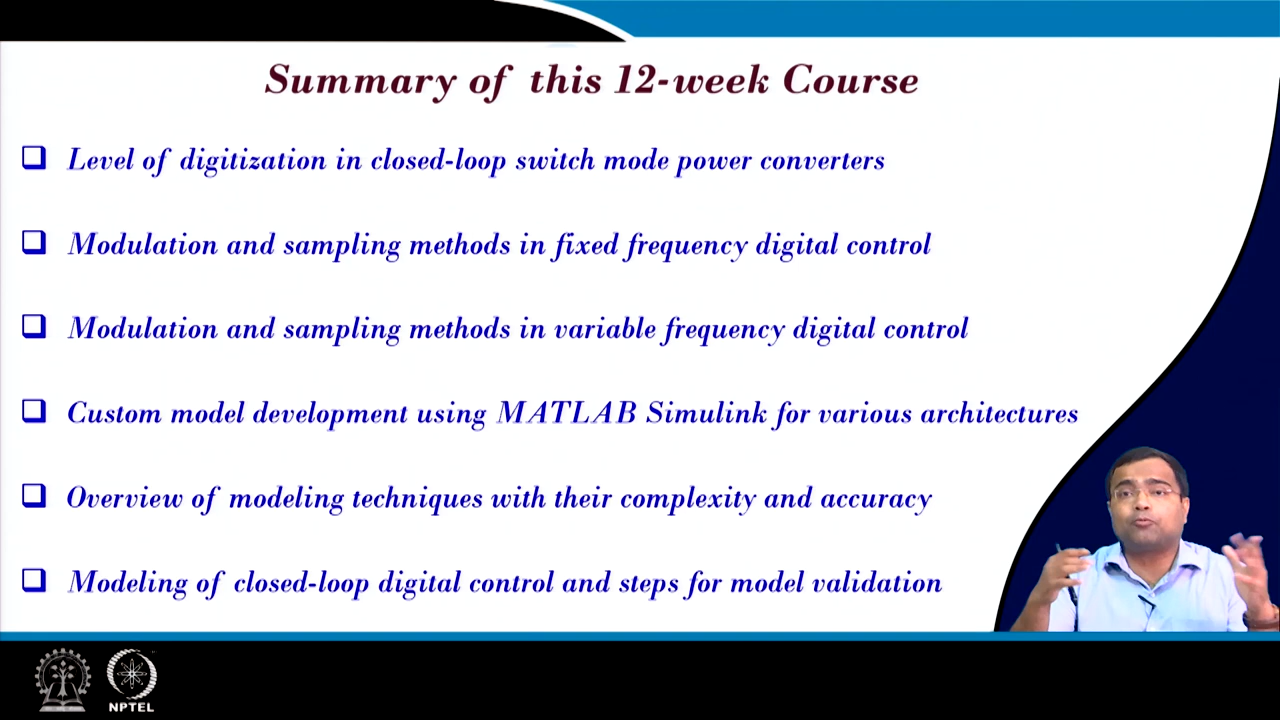 Summary of this 12-week Course
Level of digitization in closed-loop switch mode power converters
Modulation and sampling methods in fixed frequency digital control
Modulation and sampling methods in variable frequency digital control
Custom model development using MATLAB Simulink for various architectures
Overview of modeling techniques with their complexity and accuracy
Modeling of closed-loop digital control and steps for model validation
NPTEL